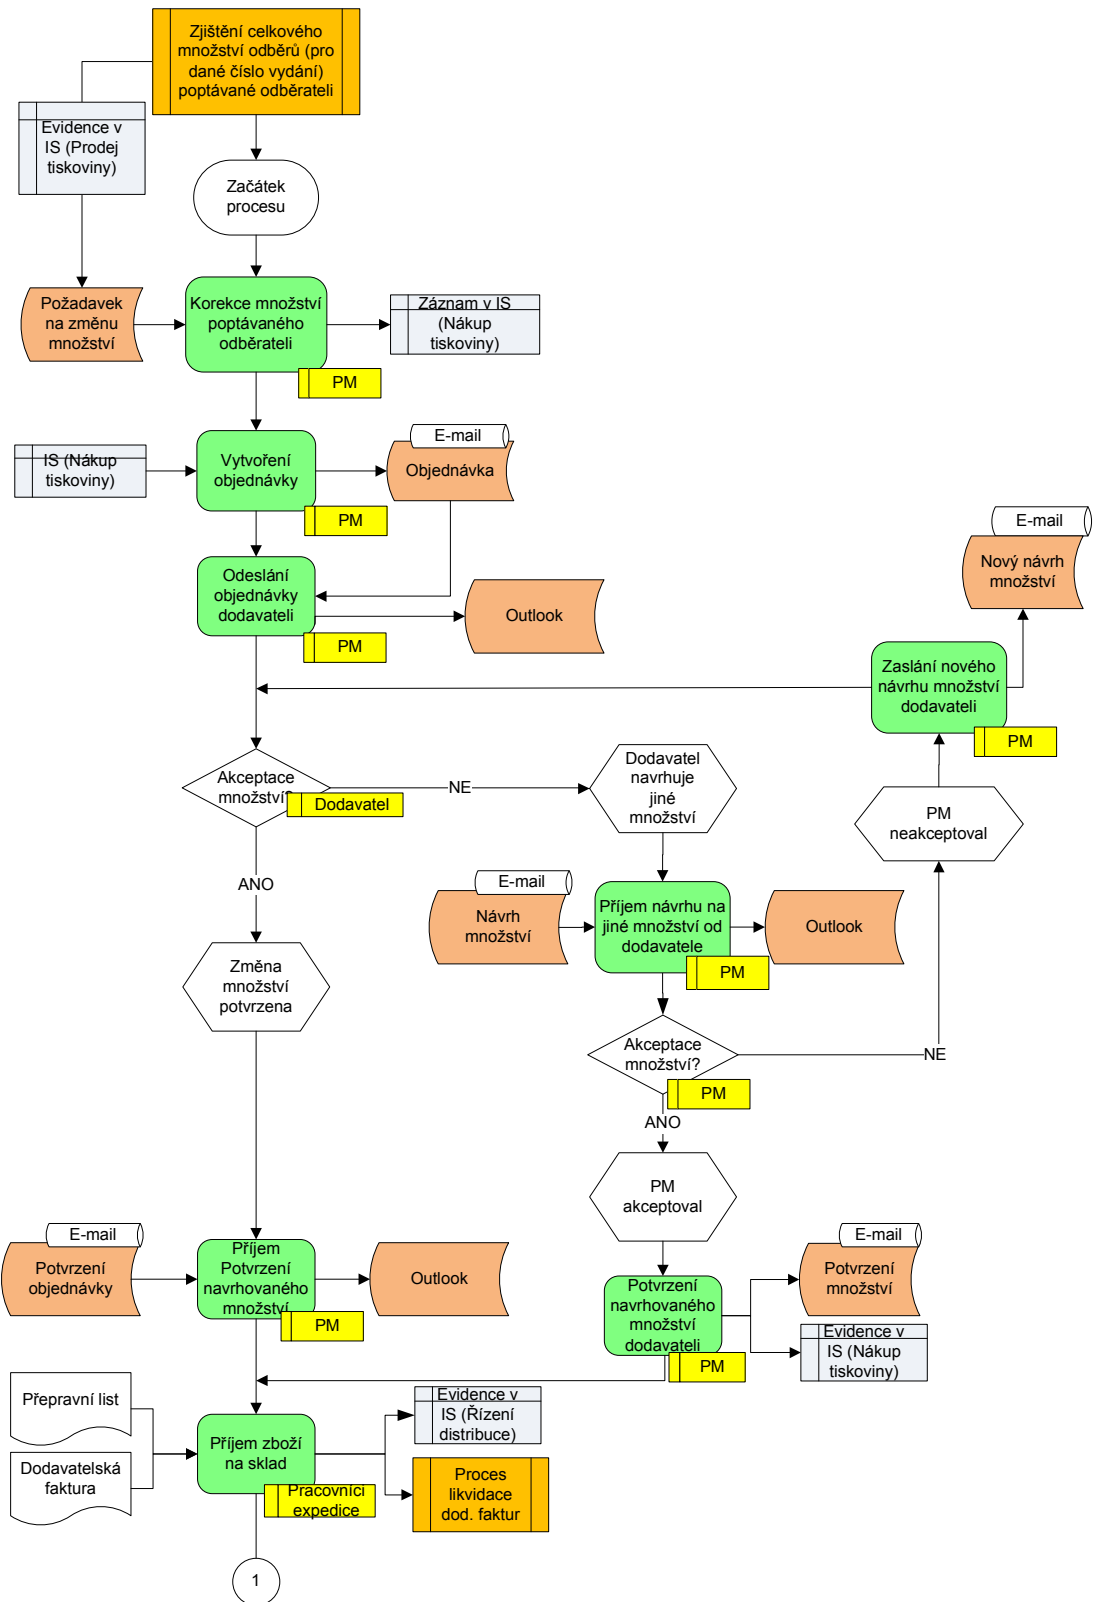 Zjištění celkového
množství odběrů (pro
dané číslo vydání)
poptávané odběrateli
Evidence v
IS (Prodej
tiskoviny)
Začátek
procesu
Požadavek
na změnu
množství
Korekce množství
poptávaného
odběrateli
PM
Záznam v IS
(Nákup
tiskoviny)
IS (Nákup
tiskoviny)
Vytvoření
objednávky
PM
E-mail
Objednávka
Odeslání
objednávky
dodavateli
PM
Outlook
E-mail
Nový návrh
množství
Zaslání nového
návrhu množství
dodavateli
PM
Akceptace
množství?
Dodavatel
NE
Dodavatel
navrhuje
jiné
množství
PM
neakceptoval
ANO
E-mail
Návrh
množství
Příjem návrhu na
jiné množství od
dodavatele
PM
Outlook
Změna
množství
potvrzena
Akceptace
množství?
PM
NE
ANO
PM
akceptoval
E-mail
Potvrzení
objednávky
Příjem
Potvrzení
navrhovaného
množství
PM
Outlook
Potvrzení
navrhovaného
množství
dodavateli
PM
E-mail
Potvrzení
množství
Evidence v
IS (Nákup
tiskoviny)
Přepravní list
Dodavatelská
faktura
Příjem zboží
na sklad
Pracovníci
expedice
Evidence v
IS (Řízení
distribuce)
Proces
likvidace
dod. faktur
1